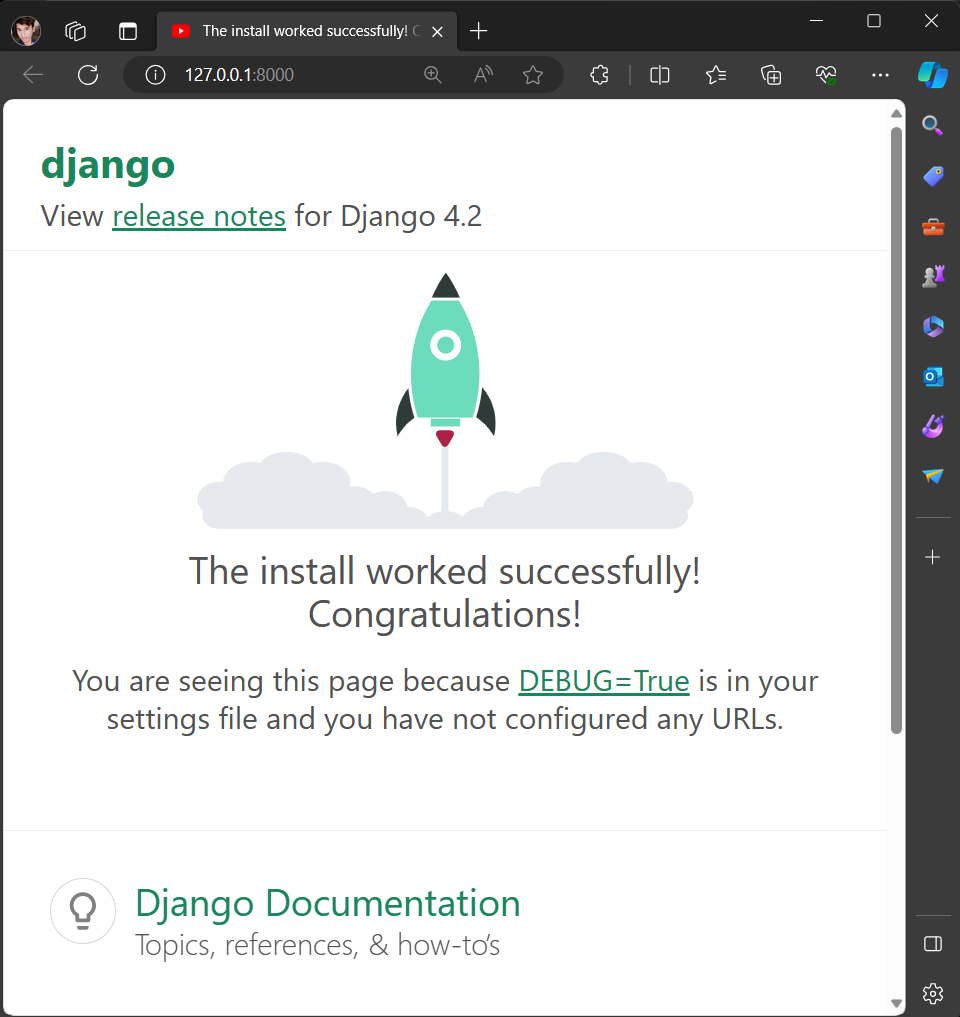 The install worked successfully! C
127.0.0.1:8000
django
View release notes for Django 4.2
The install worked successfully!
Congratulations!
You are seeing this page because DEBUG=True is in your
settings file and you have not configured any URLs.
Django Documentation
Topics, references, & how-to’s